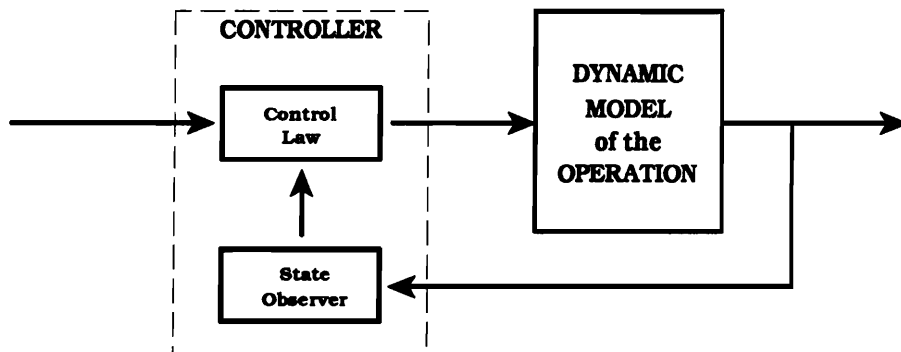 CONTROLLER
Control
Law
DYNAMIC
MODEL
of the
OPERATION
State
Observer